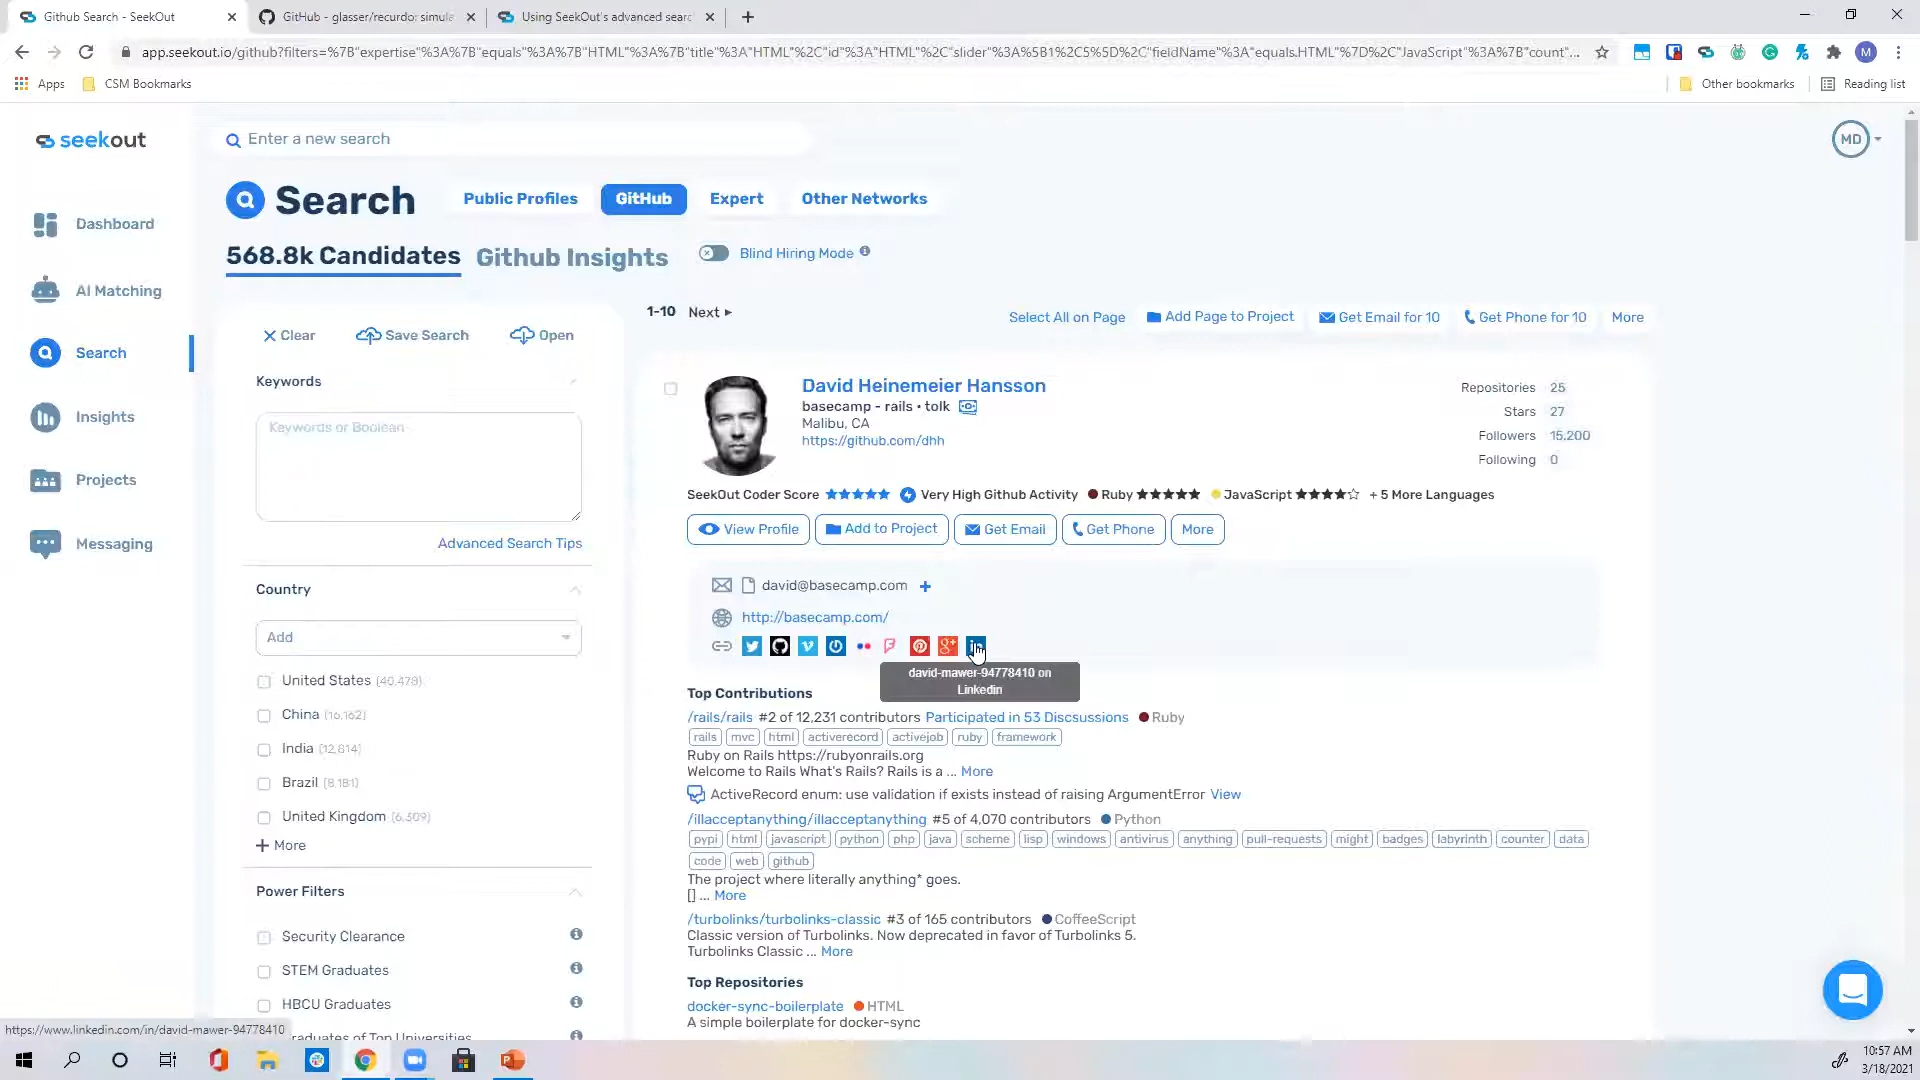 Github Search - SeekOut
GitHub - glasser/recurdo: simula
Using SeekOut's advanced sear
app.seekout.io/github?filters=%7B"expertise"%3A%7B"equals"%3A%7B"HTML"%3A%7B"title"%3A"HTML"%2C"id"%3A"HTML"%2C"slider"%3A%5B1%2C5%5D%2C"fieldName"%3A"equals.HTML"%7D%2C"JavaScript"%3A%7B"count"...
M
Apps
CSM Bookmarks
Other bookmarks
Reading list
seekout
Enter a new search
MD
Search
Public Profiles
GitHub
Expert
Other Networks
568.8k Candidates
Github Insights
Blind Hiring Mode
Dashboard
AI Matching
Search
Insights
Projects
Messaging
Clear
Save Search
Open
Keywords
Keywords or Boolean
Advanced Search Tips
Country
Add
United States (40,479)
China (16,162)
India (12,814)
Brazil (8,181)
United Kingdom (6,309)
+ More
Power Filters
Security Clearance
STEM Graduates
HBCU Graduates
raduates of Top Universities
1-10 Next
Select All on Page
Add Page to Project
Get Email for 10
Get Phone for 10
More
David Heinemeier Hansson
basecamp - rails • tolk
Malibu, CA
https://github.com/dhh
Repositories 25
Stars 27
Followers 15,200
Following 0
SeekOut Coder Score
Very High Github Activity
Ruby
JavaScript
+ 5 More Languages
View Profile
Add to Project
Get Email
Get Phone
More
david@basecamp.com
http://basecamp.com/
david-mawer-94778410 on
Linkedin
Top Contributions
/rails/rails #2 of 12,231 contributors Participated in 53 Discsussions Ruby
rails mvc html activerecord activejob ruby framework
Ruby on Rails https://rubyonrails.org
Welcome to Rails What's Rails? Rails is a ... More
ActiveRecord enum: use validation if exists instead of raising ArgumentError View
/illacceptanything/illacceptanything #5 of 4,070 contributors Python
pypi html javascript python php java scheme lisp windows antivirus anything pull-requests might badges labyrinth counter data
code web github
The project where literally anything* goes.
[] ... More
/turbolinks/turbolinks-classic #3 of 165 contributors CoffeeScript
Classic version of Turbolinks. Now deprecated in favor of Turbolinks 5.
Turbolinks Classic ... More
Top Repositories
docker-sync-boilerplate HTML
A simple boilerplate for docker-sync
https://www.linkedin.com/in/david-mawer-94778410
10:57 AM
3/18/2021